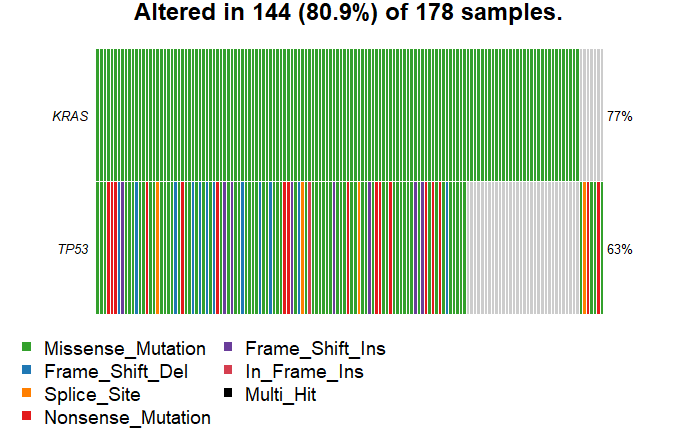 Altered in 144 (80.9%) of 178 samples.
KRAS 77%
TP53 63%
Missense_Mutation Frame_Shift_Ins
Frame_Shift_Del In_Frame_Ins
Splice_Site Multi_Hit
Nonsense_Mutation